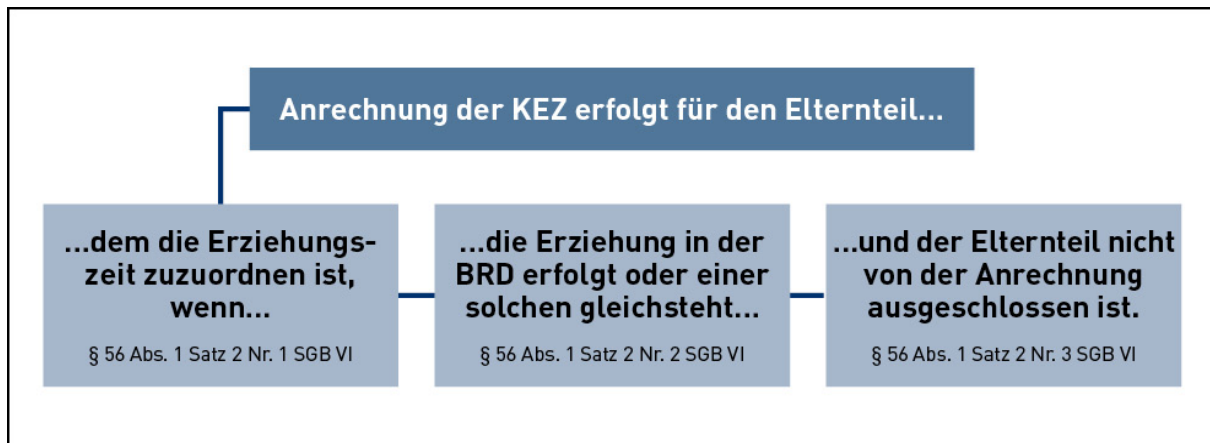 Anrechnung der KEZ erfolgt für den Elternteil...
...dem die Erziehungs-
zeit zuzuordnen ist,
wenn...
§ 56 Abs. 1 Satz 2 Nr. 1 SGB VI
...die Erziehung in der
BRD erfolgt oder einer
solchen gleichsteht...
§ 56 Abs. 1 Satz 2 Nr. 2 SGB VI
...und der Elternteil nicht
von der Anrechnung
ausgeschlossen ist.
§ 56 Abs. 1 Satz 2 Nr. 3 SGB VI